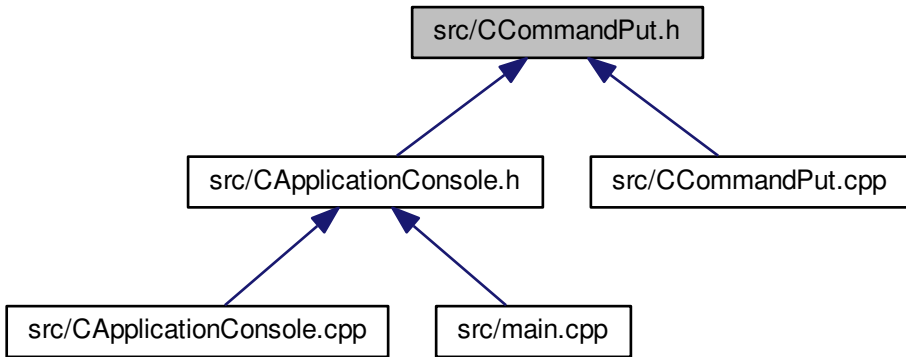 src/CCommandPut.h
src/CApplicationConsole.h
src/CCommandPut.cpp
src/CApplicationConsole.cpp
src/main.cpp